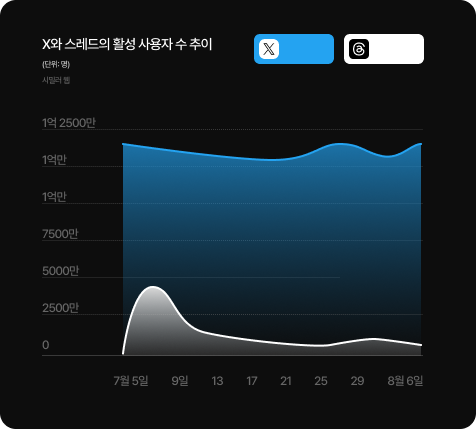 X와 스레드의 활성 사용자 수 추이
(단위: 명)
시밀러 웹
1억 2500만
1억만
1억만
7500만
5000만
2500만
0
7월 5일 9일 13 17 21 25 29 8월 6일